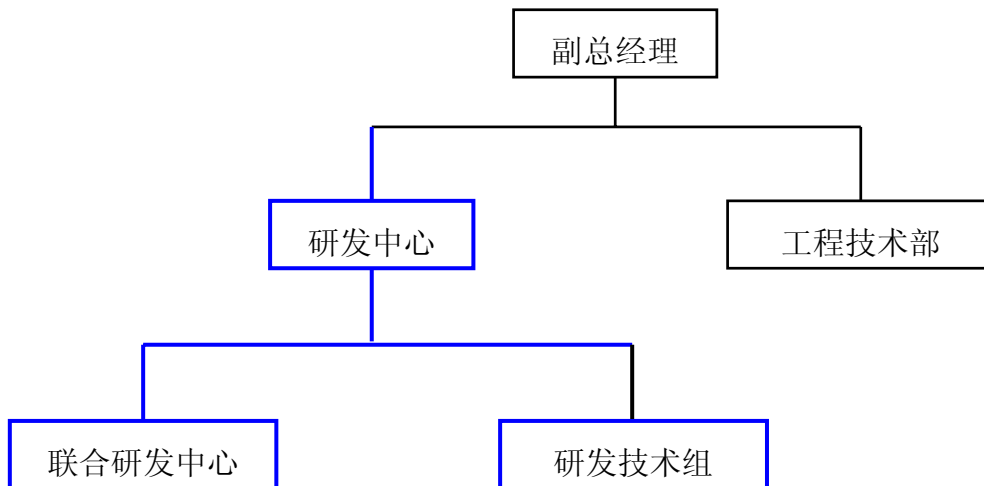 副总经理
研发中心
工程技术部
联合研发中心
研发技术组